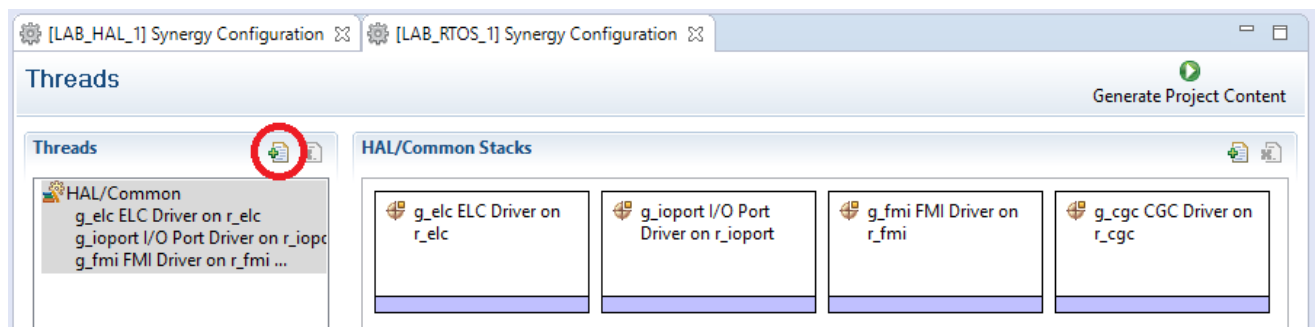 [LAB_HAL_1] Synergy Configuration [LAB_RTOS_1] Synergy Configuration
Threads
Generate Project Content
Threads
HAL/Common
g_elc ELC Driver on r_elc
g_ioport I/O Port Driver on r_iopo
g_fmi FMI Driver on r_fmi ...
HAL/Common Stacks
g_elc ELC Driver on
r_elc
g_ioport I/O Port
Driver on r_ioport
g_fmi FMI Driver on
r_fmi
g_cgc CGC Driver on
r_cgc